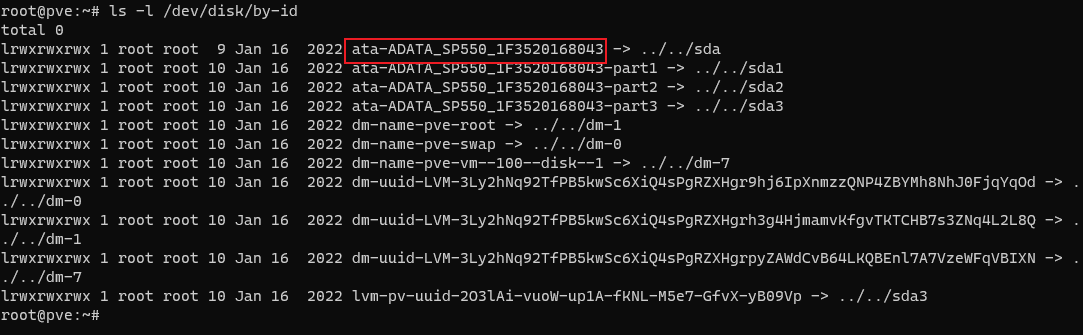 root@pve:~# ls -l /dev/disk/by-id
total 0
lrwxrwxrwx 1 root root  9 Jan 16  2022 ata-ADATA_SP550_1F3520168043 -> ../../sda
lrwxrwxrwx 1 root root 10 Jan 16  2022 ata-ADATA_SP550_1F3520168043-part1 -> ../../sda1
lrwxrwxrwx 1 root root 10 Jan 16  2022 ata-ADATA_SP550_1F3520168043-part2 -> ../../sda2
lrwxrwxrwx 1 root root 10 Jan 16  2022 ata-ADATA_SP550_1F3520168043-part3 -> ../../sda3
lrwxrwxrwx 1 root root 10 Jan 16  2022 dm-name-pve-root -> ../../dm-1
lrwxrwxrwx 1 root root 10 Jan 16  2022 dm-name-pve-swap -> ../../dm-0
lrwxrwxrwx 1 root root 10 Jan 16  2022 dm-name-pve-vm--100--disk--1 -> ../../dm-7
lrwxrwxrwx 1 root root 10 Jan 16  2022 dm-uuid-LVM-3Ly2hNq92TfPB5kwSc6XiQ4sPgRZXHgr9hj6IpXnmzzQNP4ZBYMh8NhJ0FjqYqOd -> .
./../dm-0
lrwxrwxrwx 1 root root 10 Jan 16  2022 dm-uuid-LVM-3Ly2hNq92TfPB5kwSc6XiQ4sPgRZXHgrh3g4HjmamvKfgvTKTCHB7s3ZNq4L2L8Q -> .
./../dm-1
lrwxrwxrwx 1 root root 10 Jan 16  2022 dm-uuid-LVM-3Ly2hNq92TfPB5kwSc6XiQ4sPgRZXHgrpyZAWdCvB64LKQBEnl7A7VzeWFqVBIXN -> .
./../dm-7
lrwxrwxrwx 1 root root 10 Jan 16  2022 lvm-pv-uuid-2O3lAi-vuoW-up1A-fKNL-M5e7-GfvX-yB09Vp -> ../../sda3
root@pve:~#